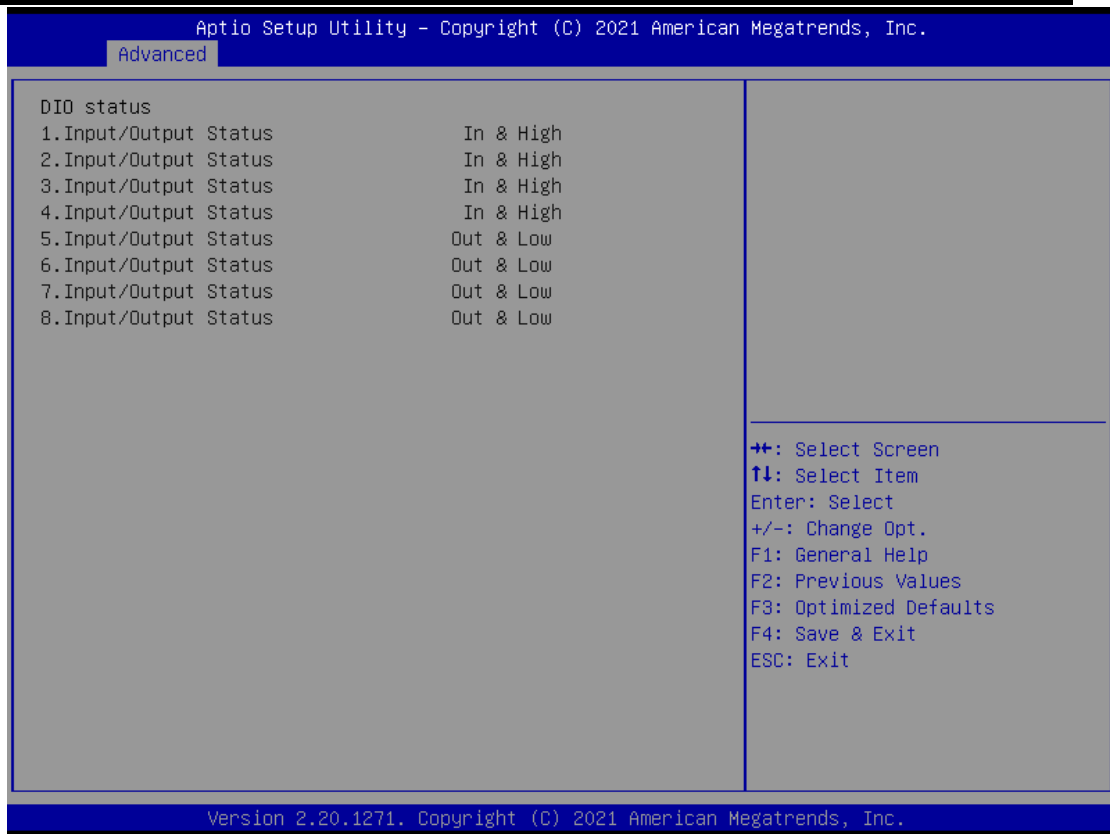 Aptio Setup Utility – Copyright (C) 2021 American Megatrends, Inc.
Advanced
DIO status
1.Input/Output Status In & High
2.Input/Output Status In & High
3.Input/Output Status In & High
4.Input/Output Status In & High
5.Input/Output Status Out & Low
6.Input/Output Status Out & Low
7.Input/Output Status Out & Low
8.Input/Output Status Out & Low
→←: Select Screen
↑↓: Select Item
Enter: Select
+/-: Change Opt.
F1: General Help
F2: Previous Values
F3: Optimized Defaults
F4: Save & Exit
ESC: Exit
Version 2.20.1271. Copyright (C) 2021 American Megatrends, Inc.